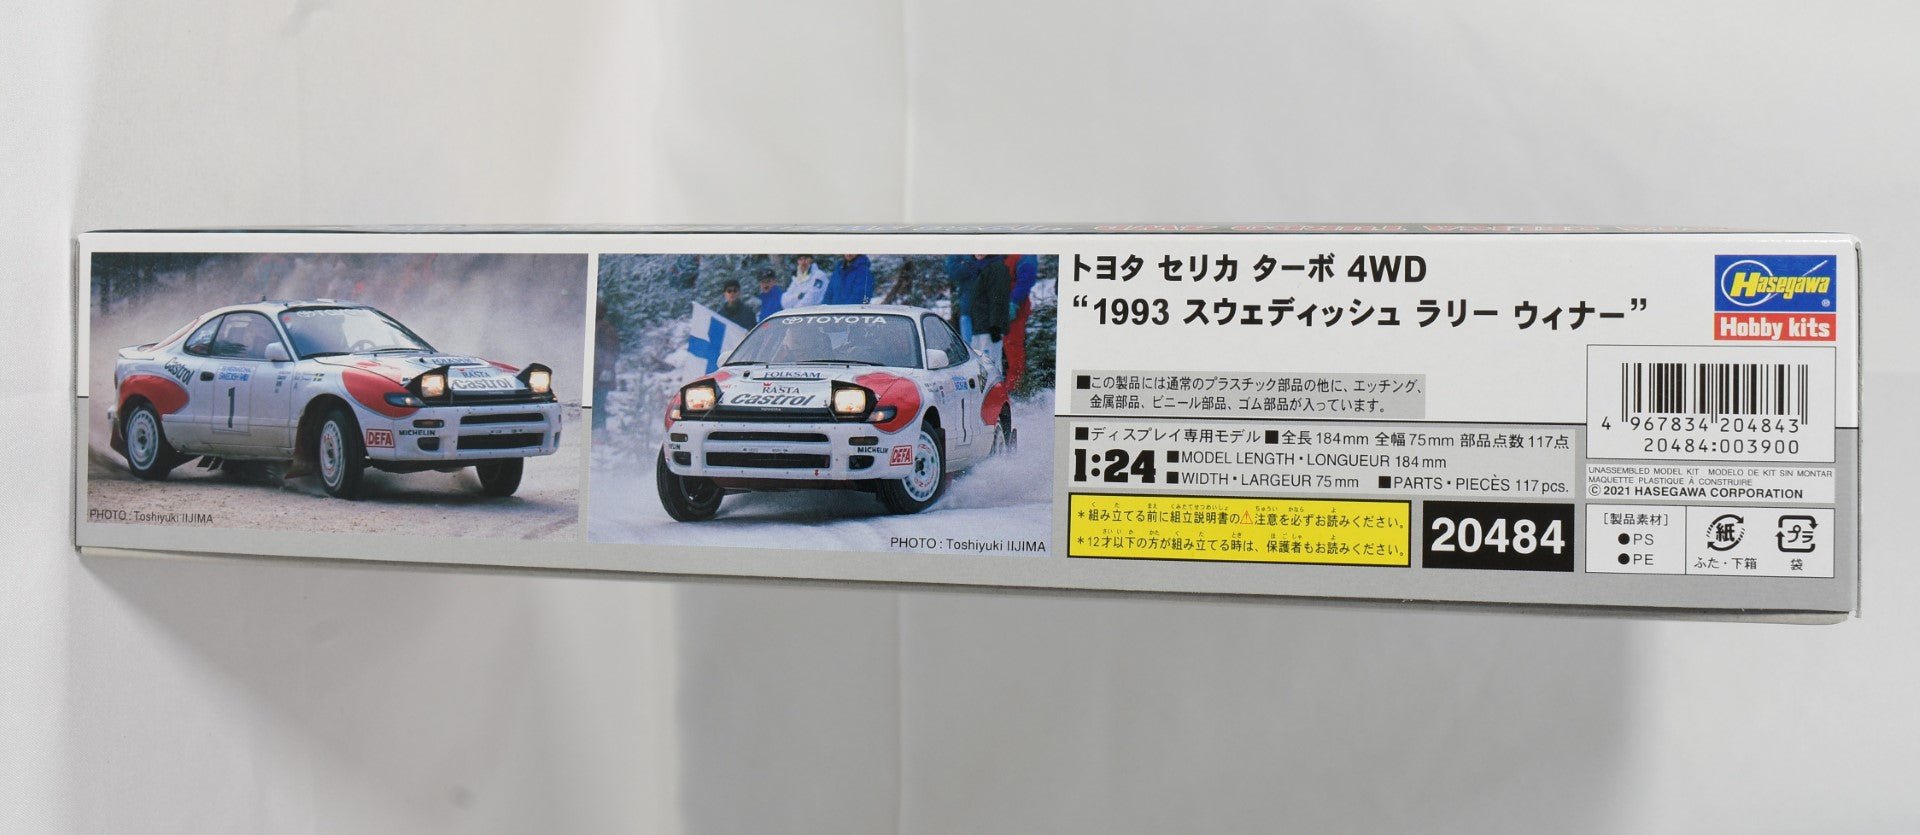 トヨタ セリカ ターボ 4WD
“1993 スウェディッシュ ラリー ウィナー”
Hasegawa
Hobby kits
■この製品には通常のプラスチック部品の他に、エッチング、
金属部品、ビニール部品、ゴム部品が入っています。
■ディスプレイ専用モデル ■全長184mm 全幅75mm 部品点数117点
1:24
■MODEL LENGTH・LONGUEUR 184mm
■WIDTH・LARGEUR 75mm ■PARTS・PIECÈS 117pcs.
*組み立てる前に組立説明書の⚠注意を必ずお読みください。
*12才以下の方が組み立てる時は、保護者もお読みください。
20484
4 967834 204843
20484:003900
UNASSEMBLED MODEL KIT MODELO DE KIT SIN MONTAR
MAQUETTE PLASTIQUE À CONSTRUIRE
©2021 HASEGAWA CORPORATION
[製品素材]
●PS
●PE
紙
ふた・下箱
プラ
袋
Castrol
1
FOLKSAM
RASTA
Castrol
DEFA
MICHELIN
PHOTO : Toshiyuki IIJIMA
TOYOTA
FOLKSAM
RASTA
Castrol
1
MICHELIN
DEFA
PHOTO : Toshiyuki IIJIMA